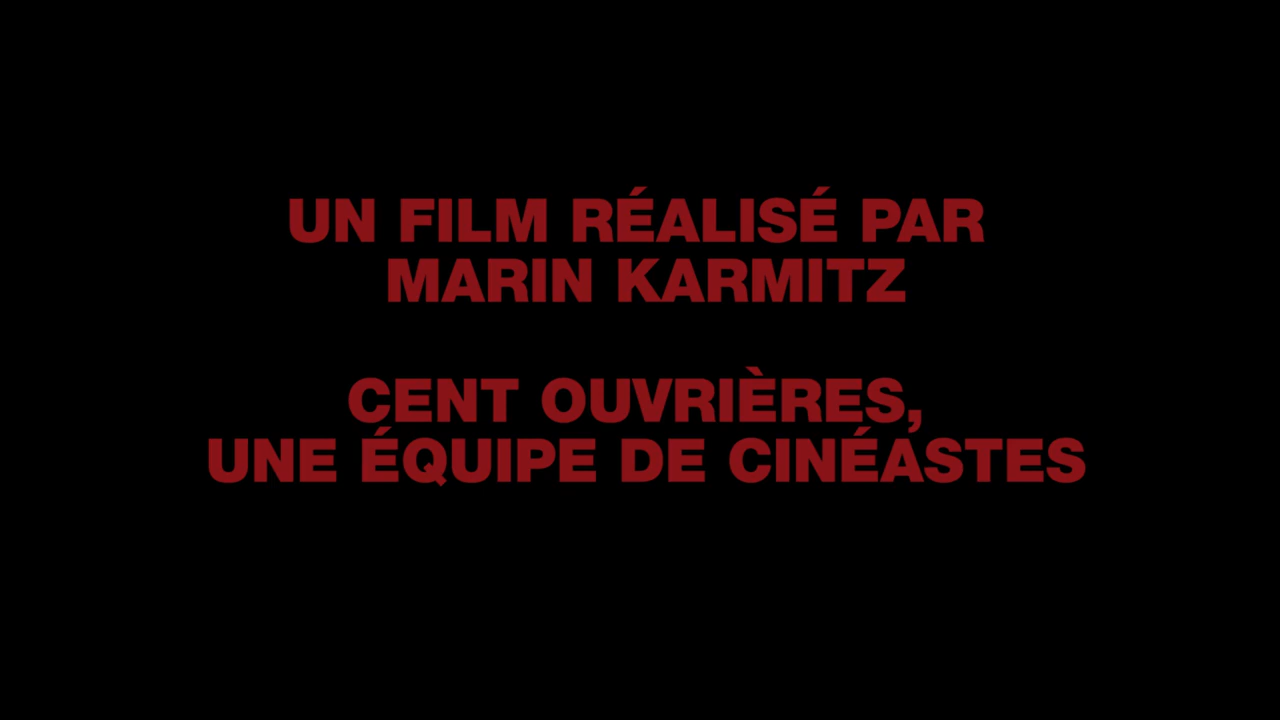 UN FILM RÉALISÉ PAR
MARIN KARMITZ
CENT OUVRIÈRES,
UNE ÉQUIPE DE CINÉASTES